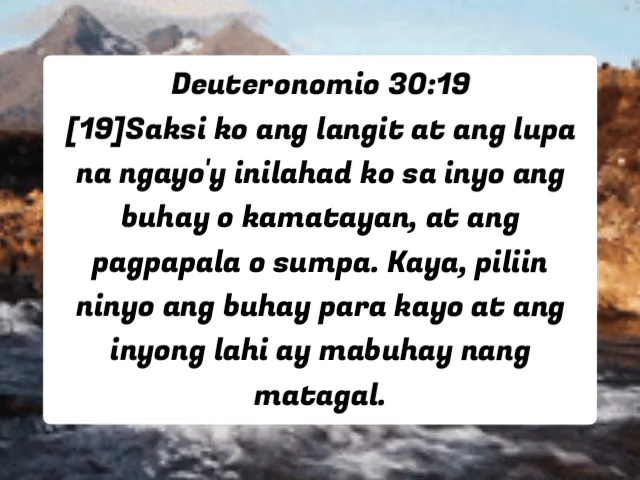 Deuteronomio 30:19
[19]Saksi ko ang langit at ang lupa
na ngayo'y inilahad ko sa inyo ang
buhay o kamatayan, at ang
pagpapala o sumpa. Kaya, piliin
ninyo ang buhay para kayo at ang
inyong lahi ay mabuhay nang
matagal.